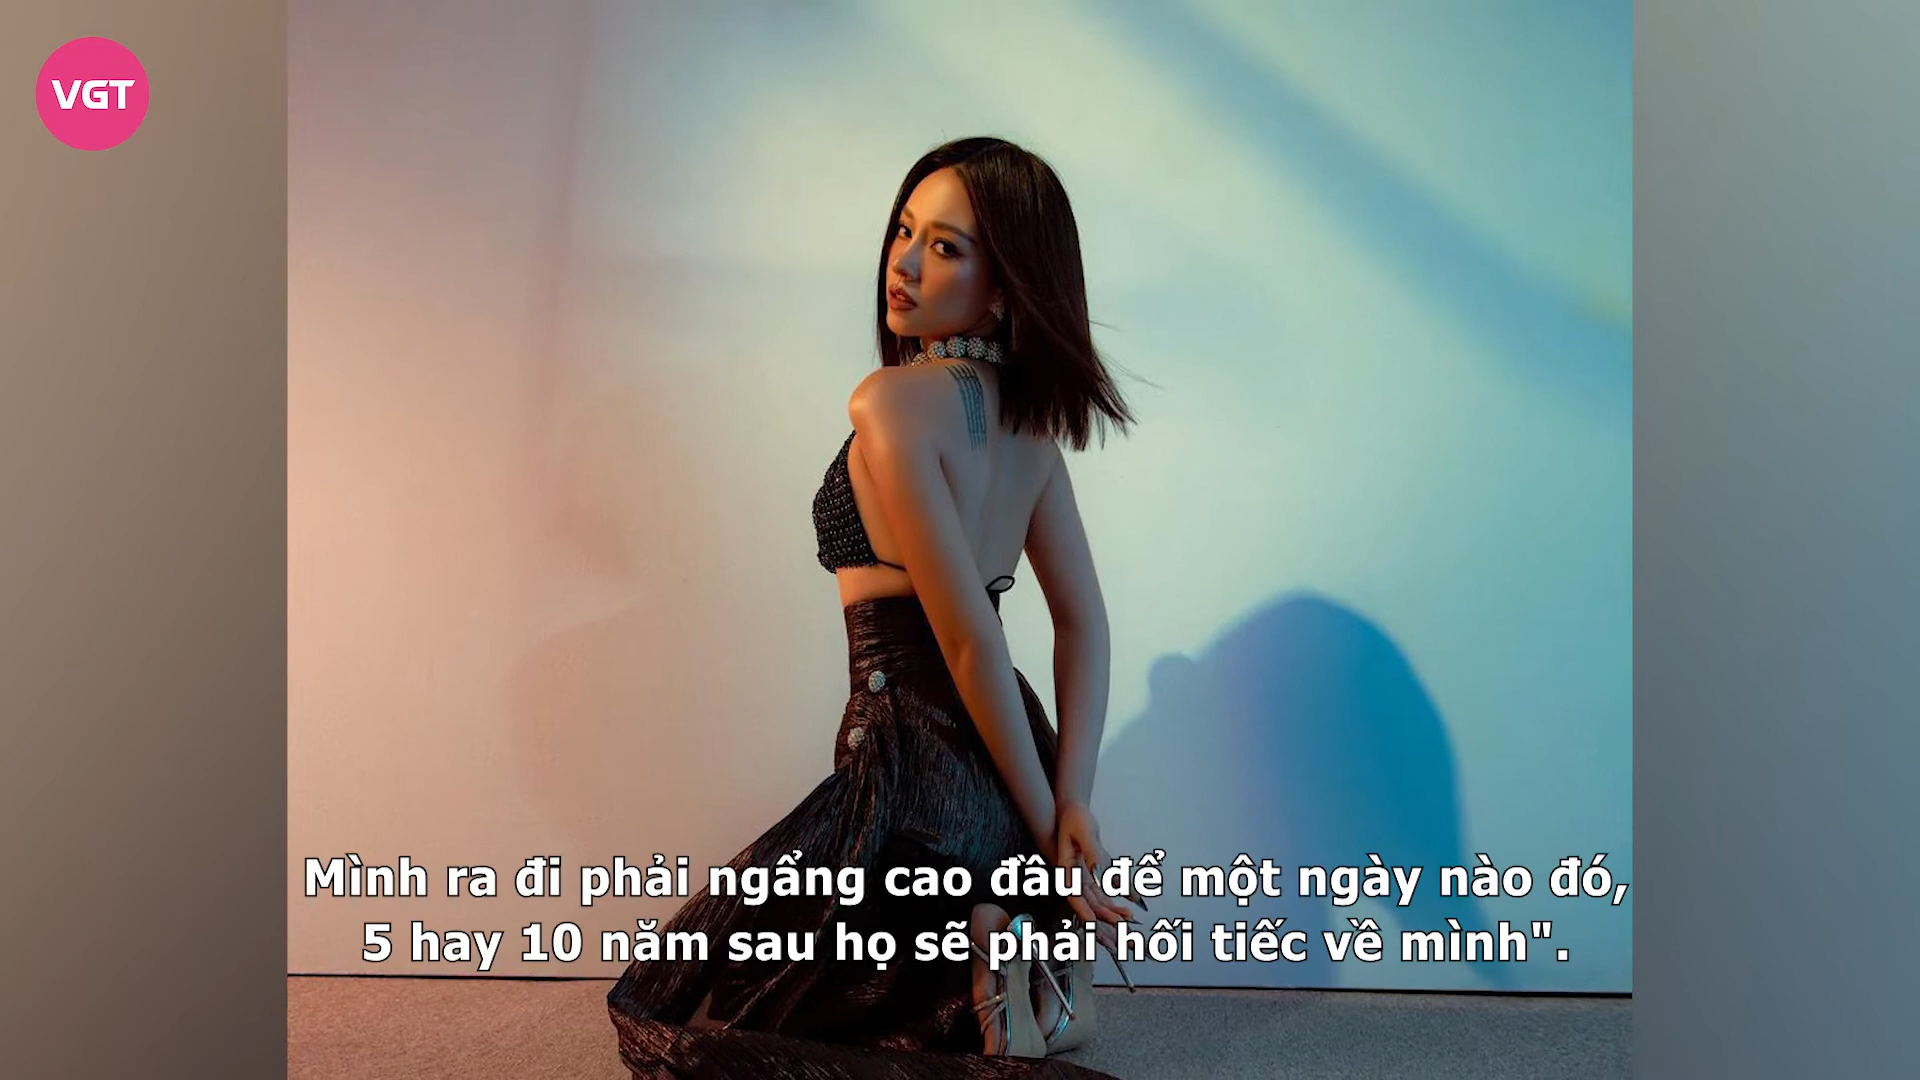 VGT
Mình ra đi phải ngẩng cao đầu để một ngày nào đó,
5 hay 10 năm sau họ sẽ phải hối tiếc về mình".